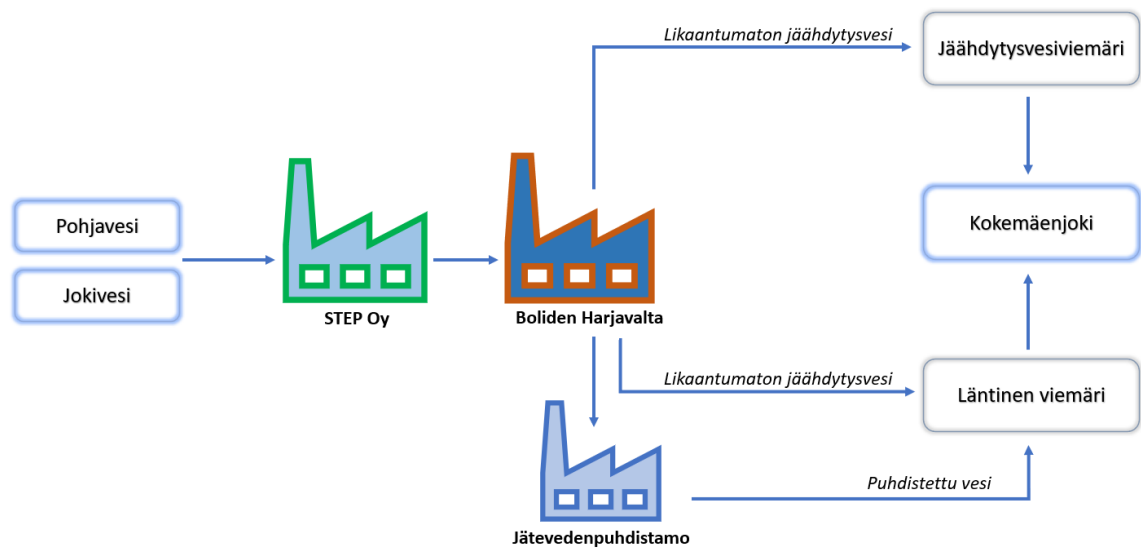 Likaantumaton jäähdytysvesi
Jäähdytysvesiviemäri
Pohjavesi
Jokivesi
STEP Oy
Boliden Harjavalta
Kokemäenjoki
Likaantumaton jäähdytysvesi
Läntinen viemäri
Puhdistettu vesi
Jätevedenpuhdistamo